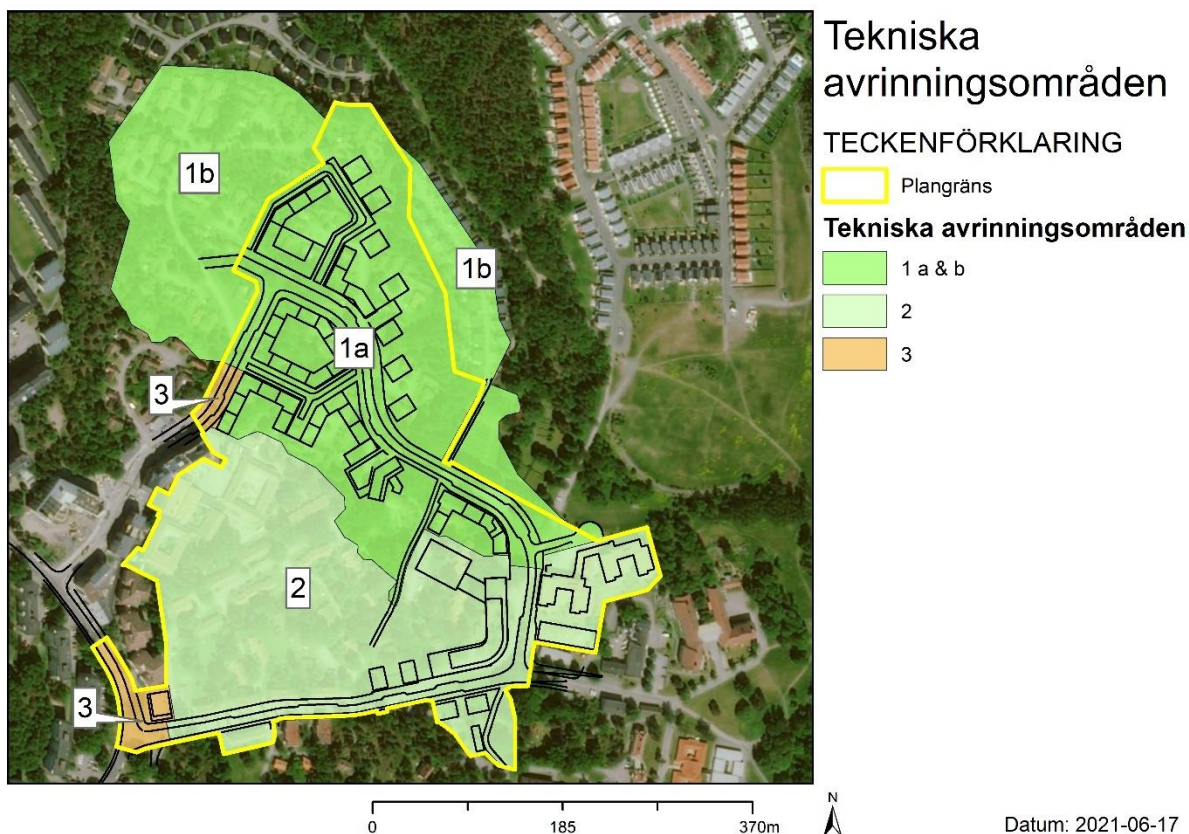 Tekniska
avrinningsområden
TECKENFÖRKLARING
Plangräns
Tekniska avrinningsområden
1 a & b
2
3
1b
1b
1a
3
2
3
0 185 370m
N
Datum: 2021-06-17